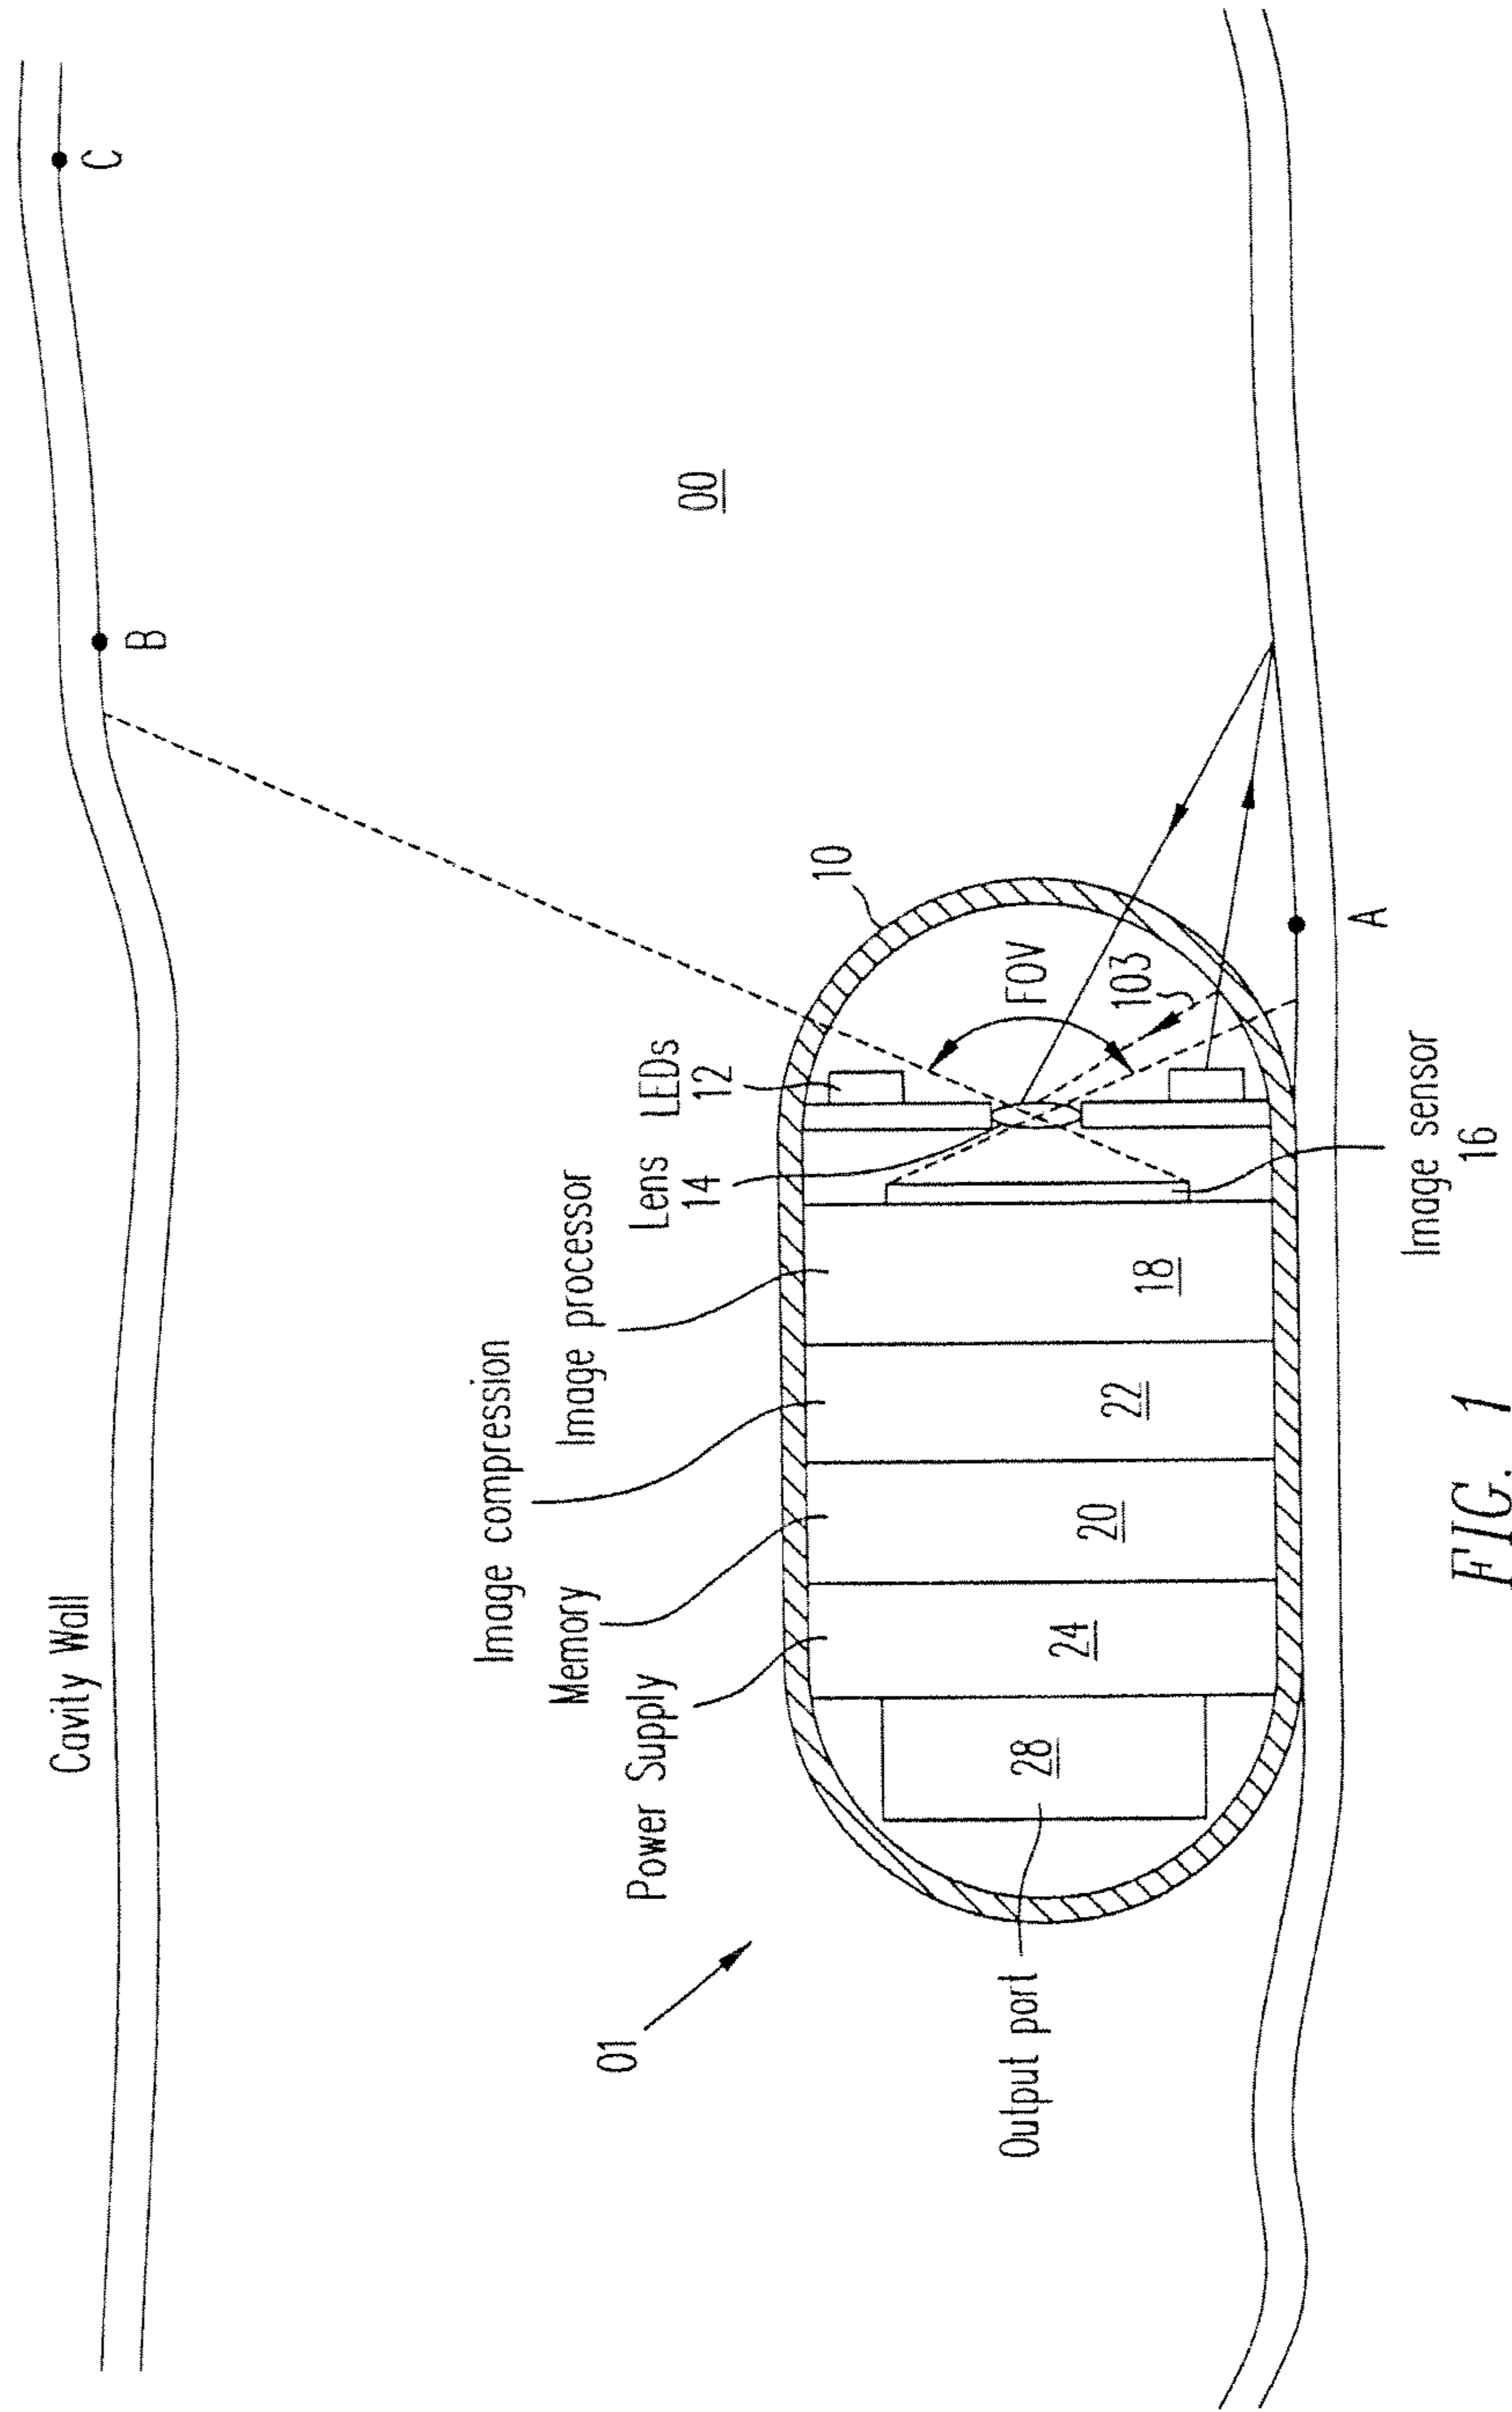 Cavity Wall
B
C
00
Image compression
Image processor
Memory
Power Supply
Lens
14
LEDs
12
10
01
FOV
103
28
24
20
22
18
Output port
A
Image sensor
16
FIG. 1